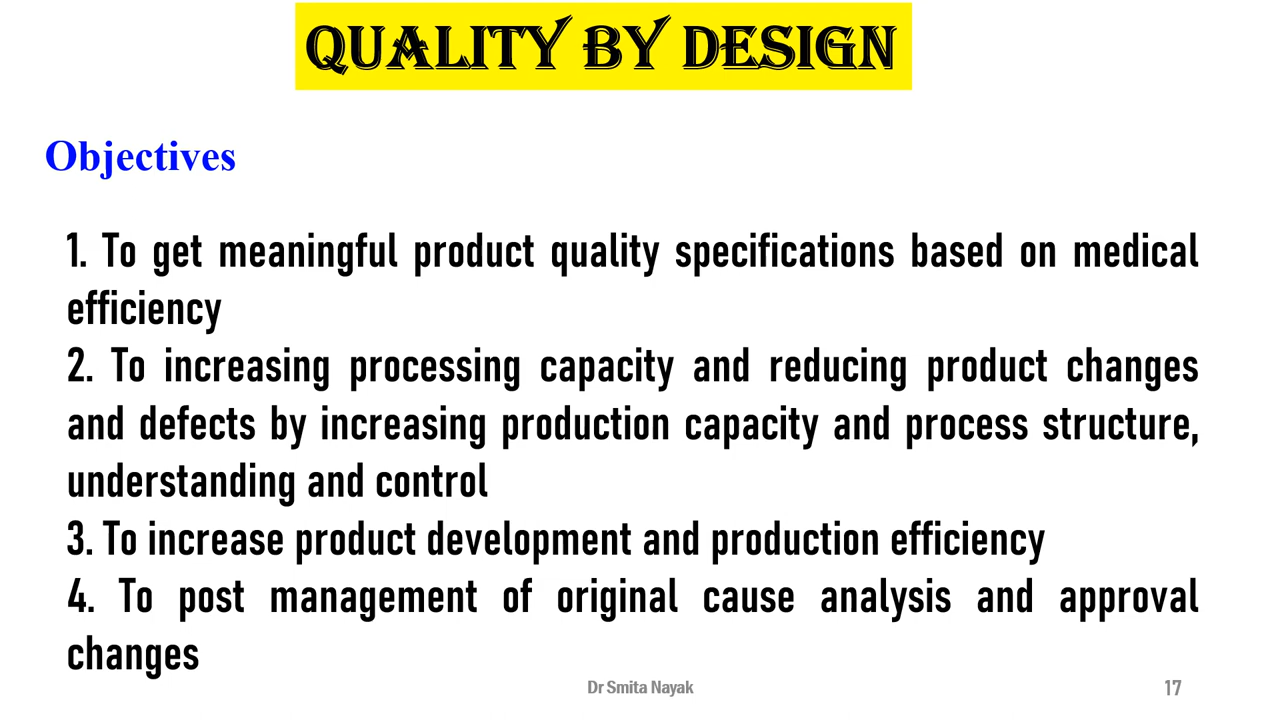 QUALITY BY DESIGN
Objectives
1. To get meaningful product quality specifications based on medical
efficiency
2. To increasing processing capacity and reducing product changes
and defects by increasing production capacity and process structure,
understanding and control
3. To increase product development and production efficiency
4. To post management of original cause analysis and approval
changes
Dr Smita Nayak
17